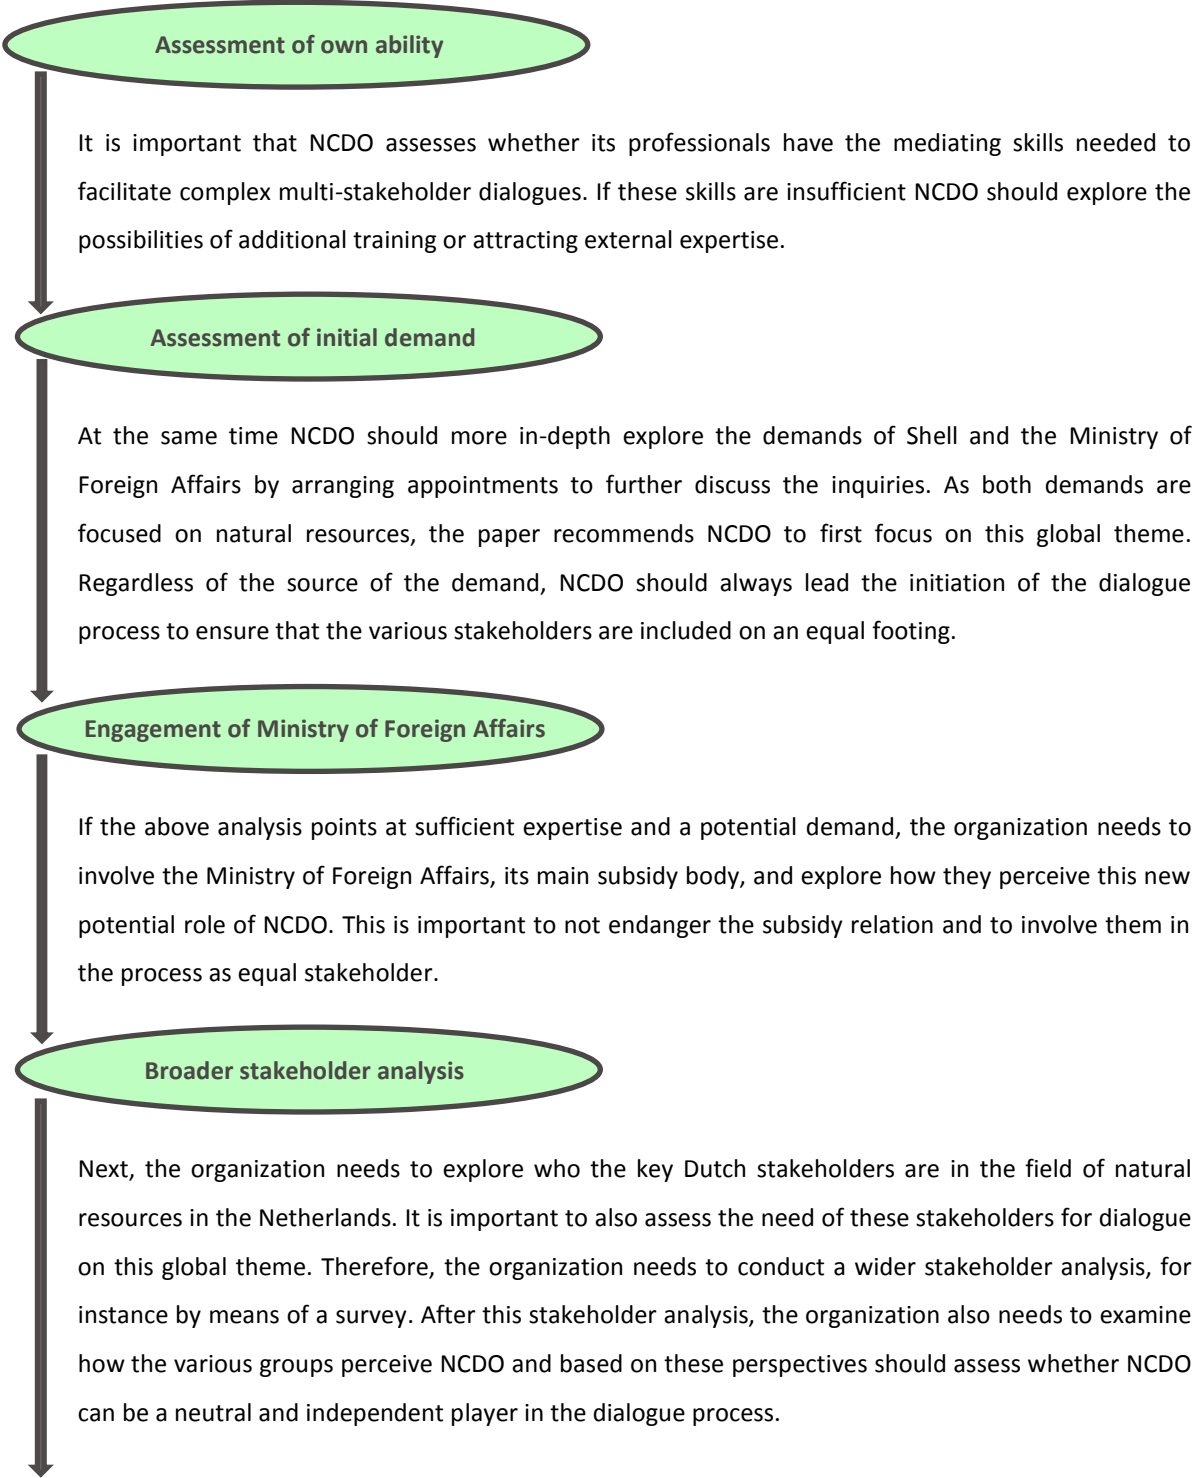 Assessment of own ability
It is important that NCDO assesses whether its professionals have the mediating skills needed to
facilitate complex multi-stakeholder dialogues. If these skills are insufficient NCDO should explore the
possibilities of additional training or attracting external expertise.
Assessment of initial demand
At the same time NCDO should more in-depth explore the demands of Shell and the Ministry of
Foreign Affairs by arranging appointments to further discuss the inquiries. As both demands are
focused on natural resources, the paper recommends NCDO to first focus on this global theme.
Regardless of the source of the demand, NCDO should always lead the initiation of the dialogue
process to ensure that the various stakeholders are included on an equal footing.
Engagement of Ministry of Foreign Affairs
If the above analysis points at sufficient expertise and a potential demand, the organization needs to
involve the Ministry of Foreign Affairs, its main subsidy body, and explore how they perceive this new
potential role of NCDO. This is important to not endanger the subsidy relation and to involve them in
the process as equal stakeholder.
Broader stakeholder analysis
Next, the organization needs to explore who the key Dutch stakeholders are in the field of natural
resources in the Netherlands. It is important to also assess the need of these stakeholders for dialogue
on this global theme. Therefore, the organization needs to conduct a wider stakeholder analysis, for
instance by means of a survey. After this stakeholder analysis, the organization also needs to examine
how the various groups perceive NCDO and based on these perspectives should assess whether NCDO
can be a neutral and independent player in the dialogue process.